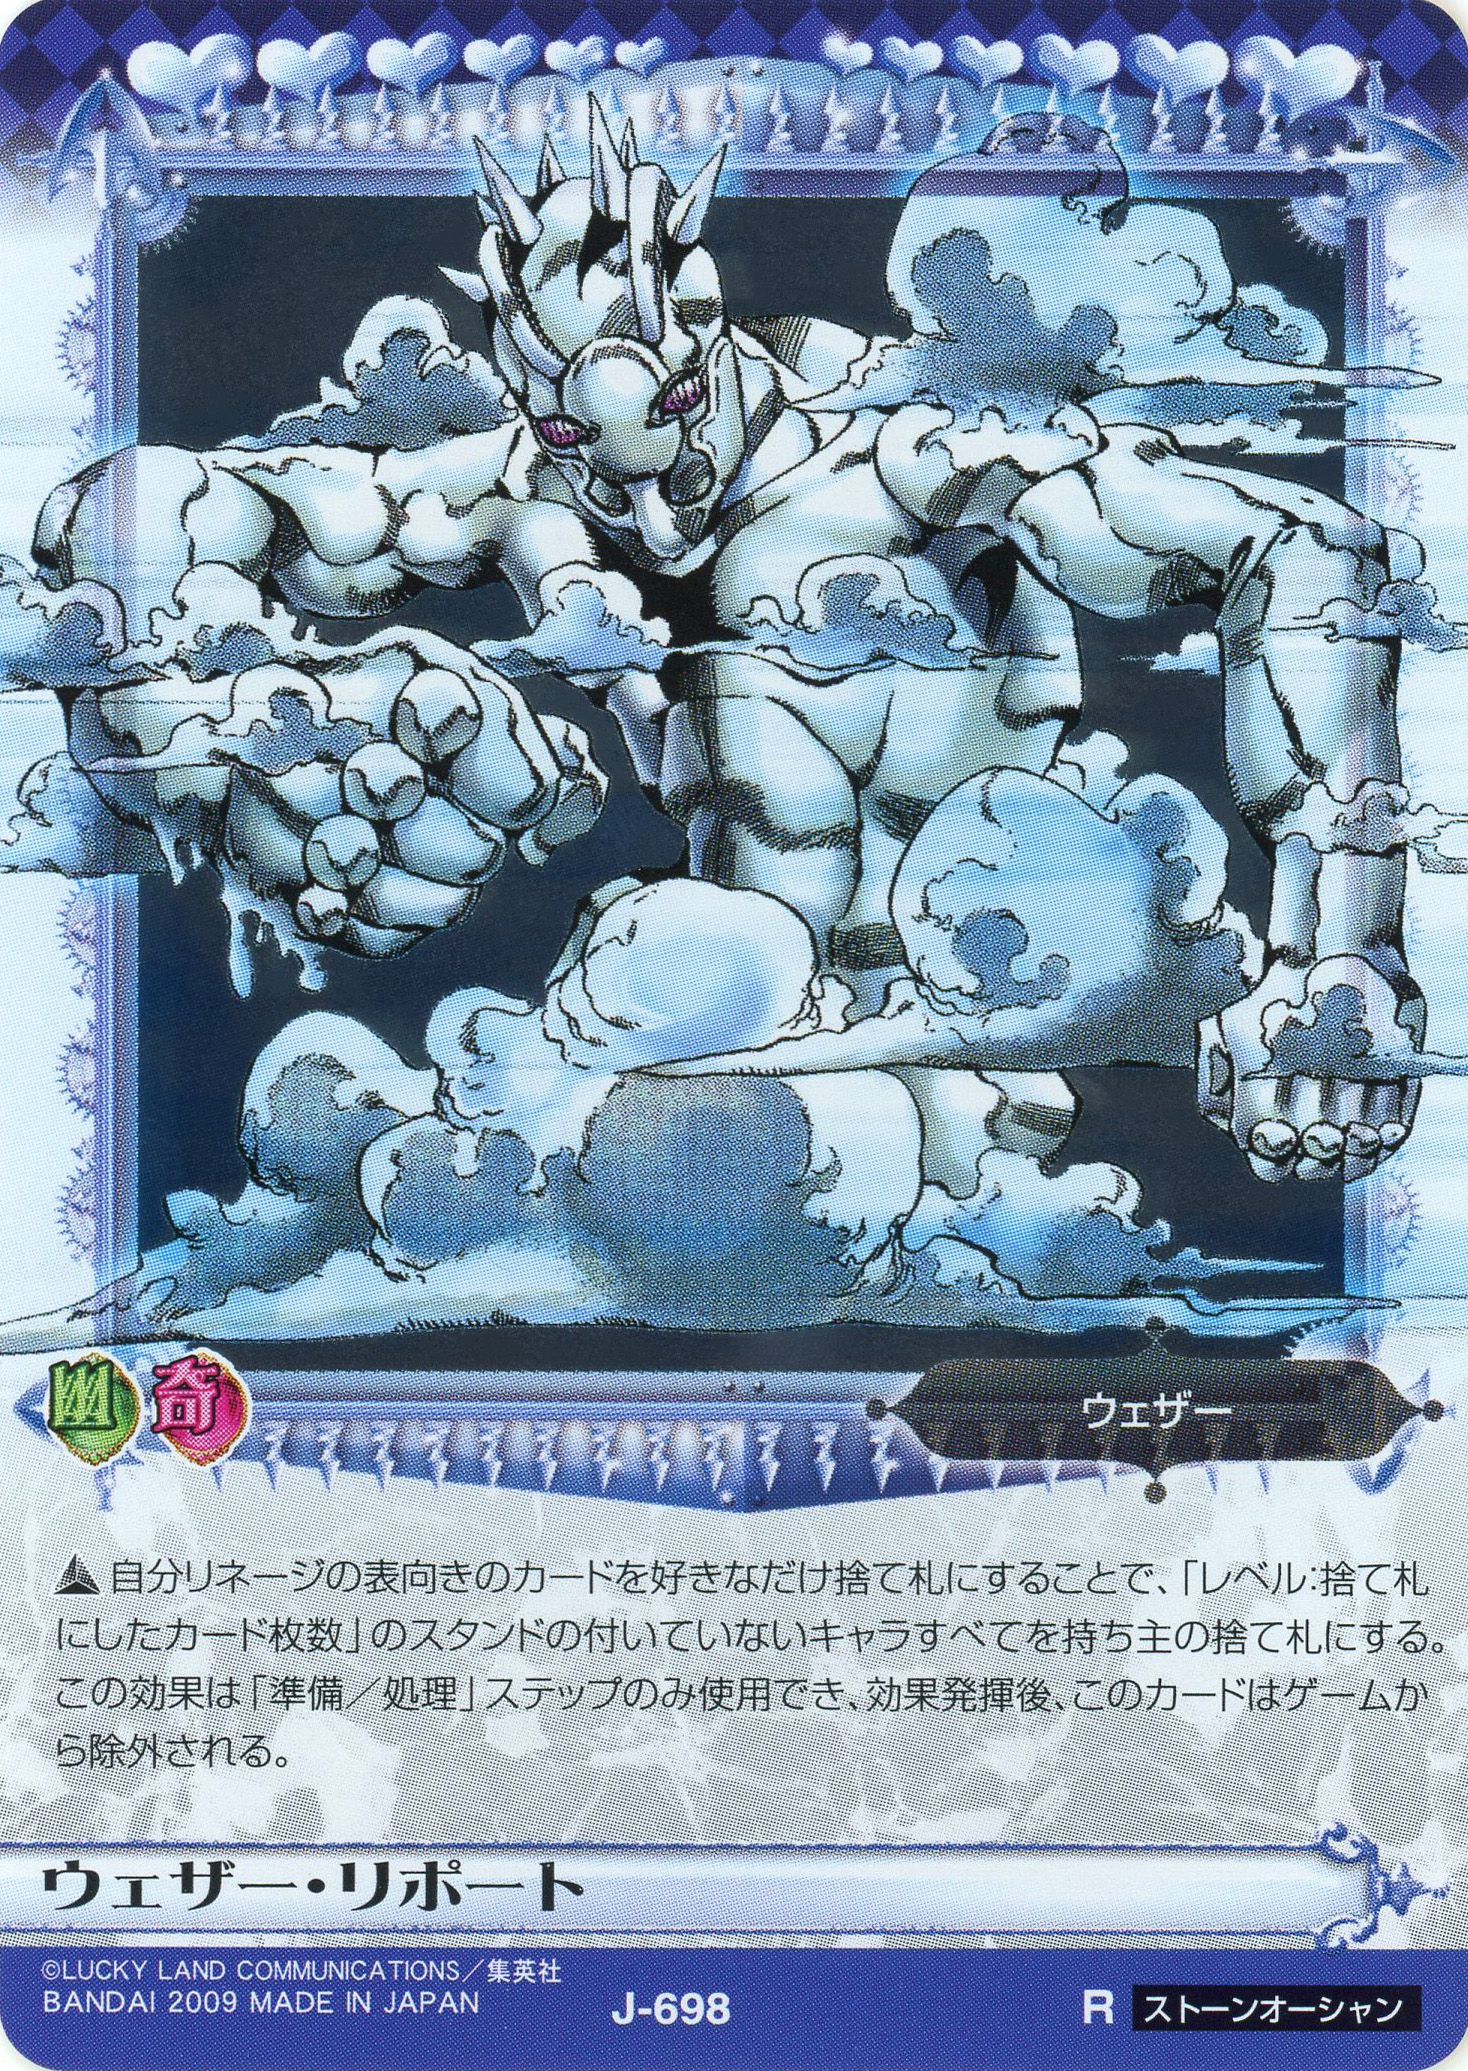 幽 奇
ウェザー
▲自分リネージの表向きのカードを好きなだけ捨て札にすることで、「レベル:捨て札
にしたカード枚数」のスタンドの付いていないキャラすべてを持ち主の捨て札にする。
この効果は「準備／処理」ステップのみ使用でき、効果発揮後、このカードはゲームか
ら除外される。
ウェザー・リポート
©LUCKY LAND COMMUNICATIONS／集英社
BANDAI 2009 MADE IN JAPAN
J-698
R ストーンオーシャン